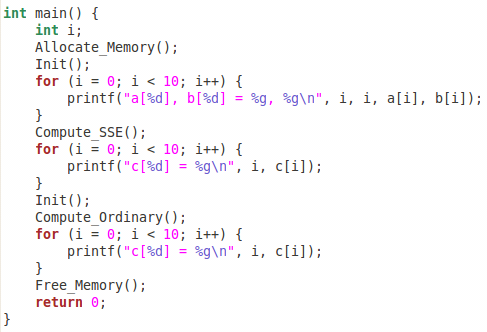 int main() {
    int i;
    Allocate_Memory();
    Init();
    for (i = 0; i < 10; i++) {
        printf("a[%d], b[%d] = %g, %g\n", i, i, a[i], b[i]);
    }
    Compute_SSE();
    for (i = 0; i < 10; i++) {
        printf("c[%d] = %g\n", i, c[i]);
    }
    Init();
    Compute_Ordinary();
    for (i = 0; i < 10; i++) {
        printf("c[%d] = %g\n", i, c[i]);
    }
    Free_Memory();
    return 0;
}